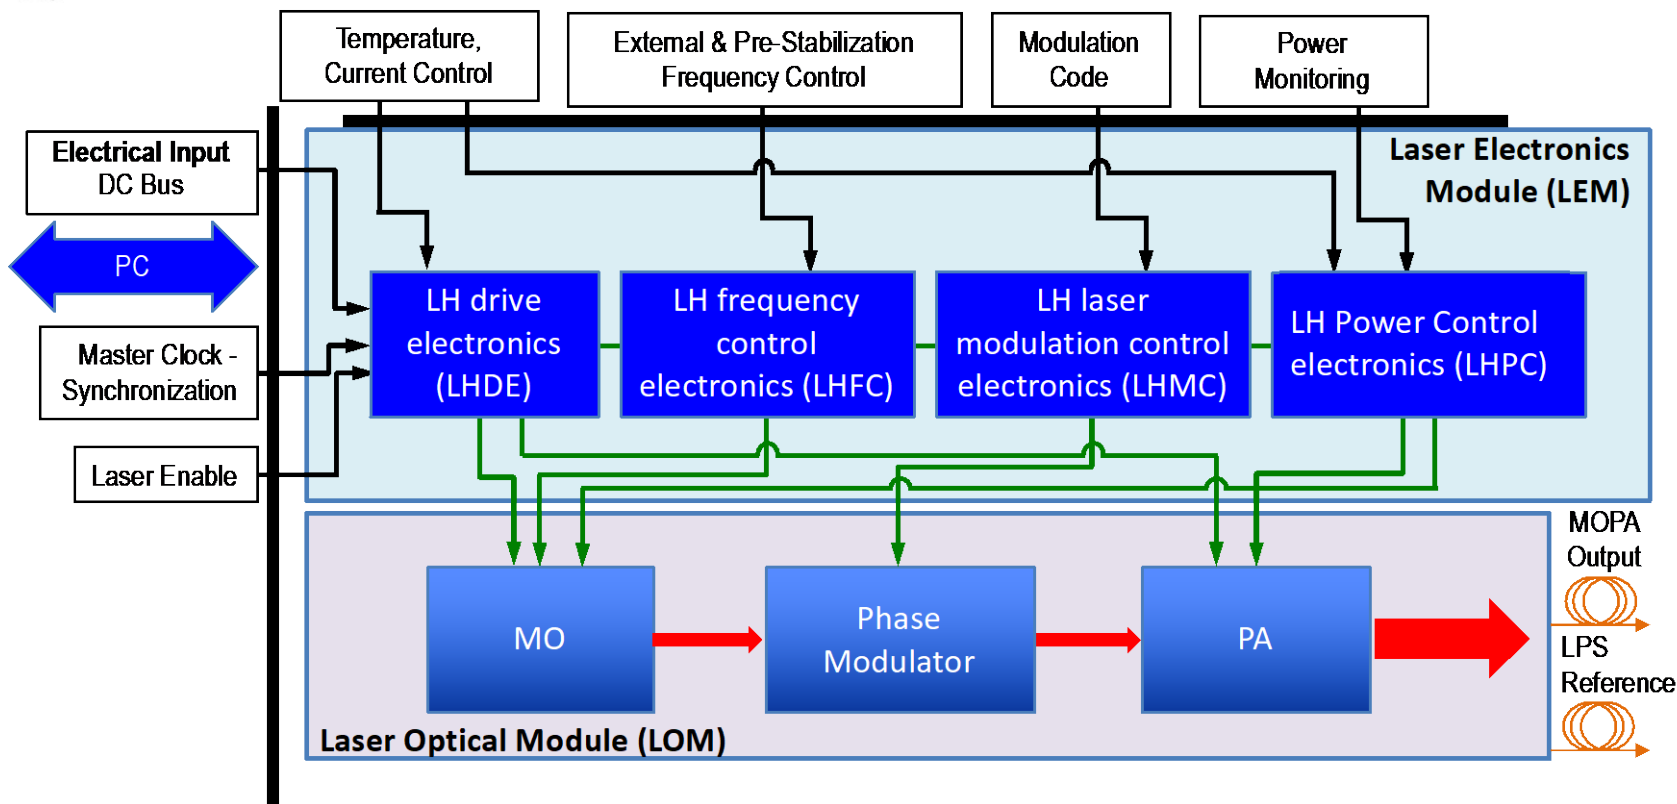 Temperature,
Current Control
External & Pre-Stabilization
Frequency Control
Modulation
Code
Power
Monitoring
Electrical Input
DC Bus
PC
Master Clock -
Synchronization
Laser Enable
Laser Electronics
Module (LEM)
LH drive
electronics
(LHDE)
LH frequency
control
electronics (LHFC)
LH laser
modulation control
electronics (LHMC)
LH Power Control
electronics (LHPC)
MO
Phase
Modulator
PA
Laser Optical Module (LOM)
MOPA
Output
LPS
Reference